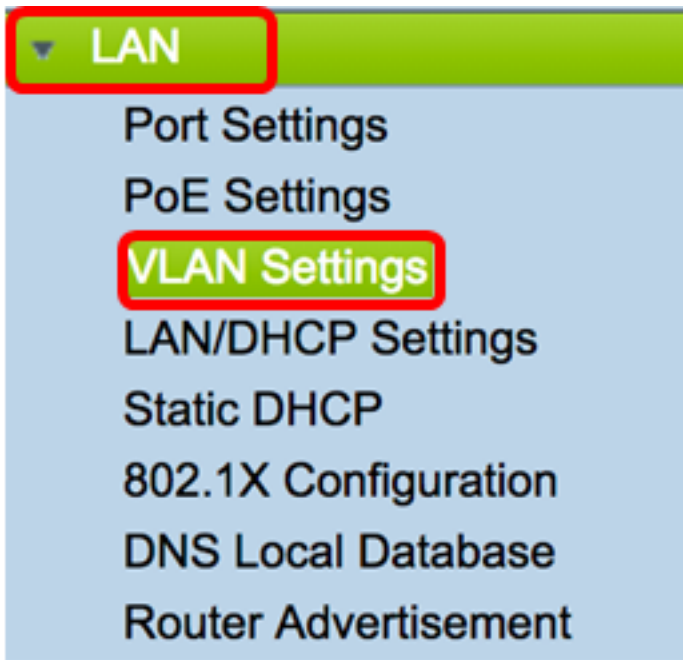 LAN
Port Settings
PoE Settings
VLAN Settings
LAN/DHCP Settings
Static DHCP
802.1X Configuration
DNS Local Database
Router Advertisement